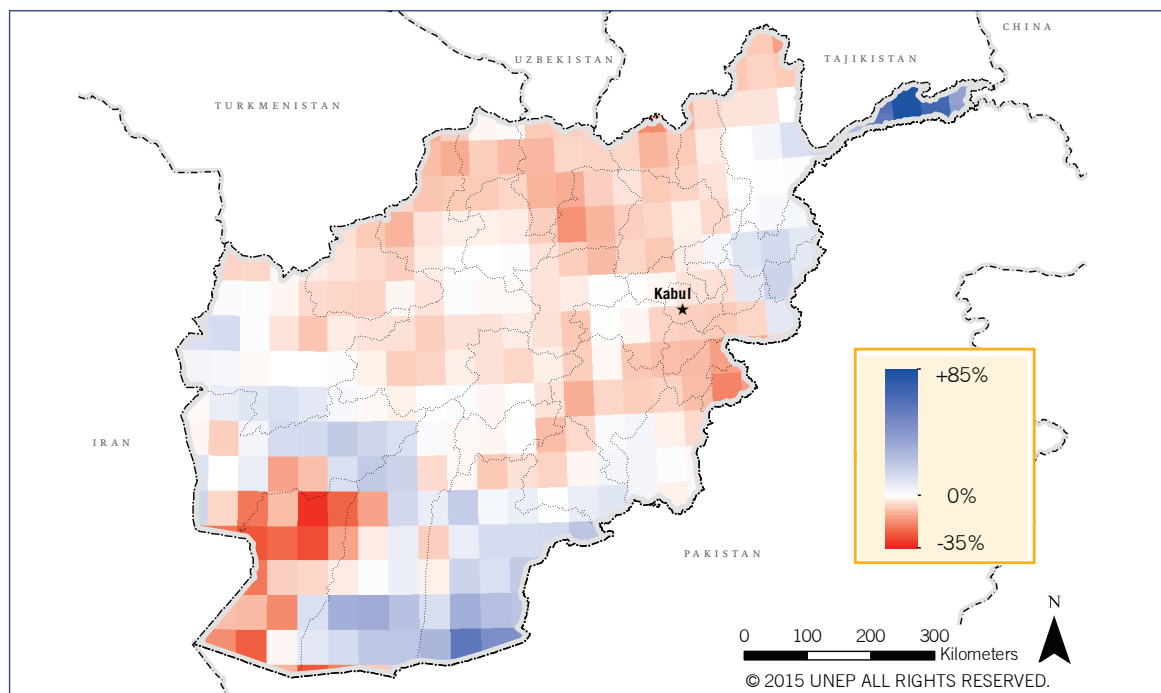 CHINA
UZBEKISTAN
TAJIKISTAN
TURKMENISTAN
Kabul
+85%
IRAN
0%
-35%
PAKISTAN
N
0 100 200 300
Kilometers
© 2015 UNEP ALL RIGHTS RESERVED.